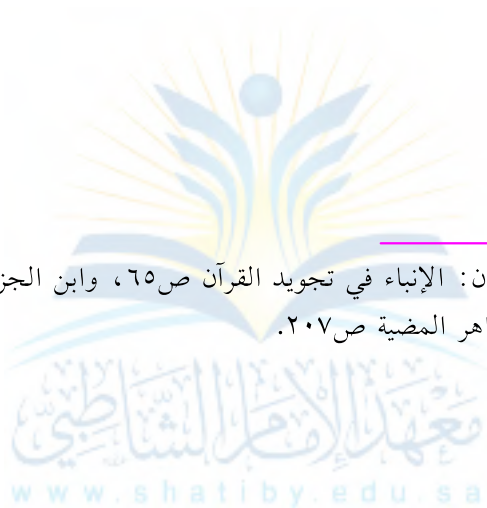 ن: الإنباء في تجويد القرآن ص٦٥، وابن الجز
اهر المضية ص٢٠٧.
معهد الإمام الشاطبي
www.shatiby.edu.sa